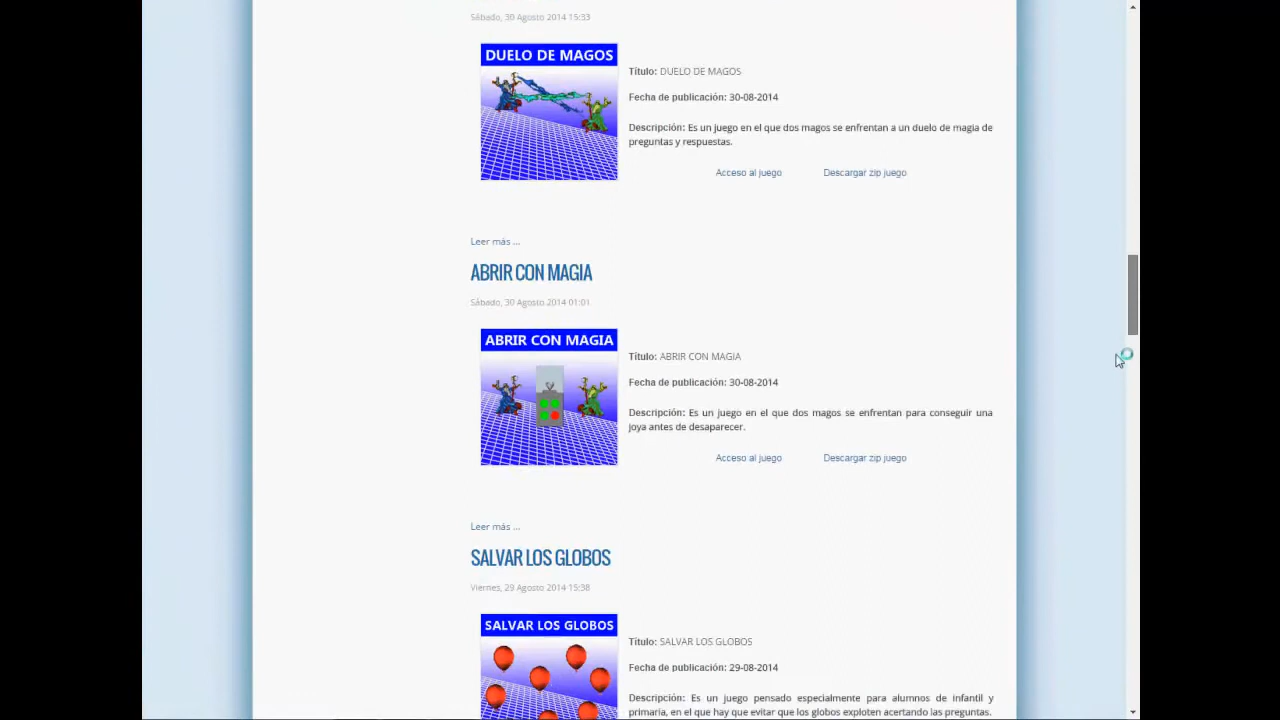 Sábado, 30 Agosto 2014 15:33
DUELO DE MAGOS
Título: DUELO DE MAGOS
Fecha de publicación: 30-08-2014
Descripción: Es un juego en el que dos magos se enfrentan a un duelo de magia de
preguntas y respuestas.
Acceso al juego Descargar zip juego
Leer más ...
ABRIR CON MAGIA
Sábado, 30 Agosto 2014 01:01
ABRIR CON MAGIA
Título: ABRIR CON MAGIA
Fecha de publicación: 30-08-2014
Descripción: Es un juego en el que dos magos se enfrentan para conseguir una
joya antes de desaparecer.
Acceso al juego Descargar zip juego
Leer más ...
SALVAR LOS GLOBOS
Viernes, 29 Agosto 2014 15:38
SALVAR LOS GLOBOS
Título: SALVAR LOS GLOBOS
Fecha de publicación: 29-08-2014
Descripción: Es un juego pensado especialmente para alumnos de infantil y
primaria, en el que hay que evitar que los globos exploten acertando las preguntas.